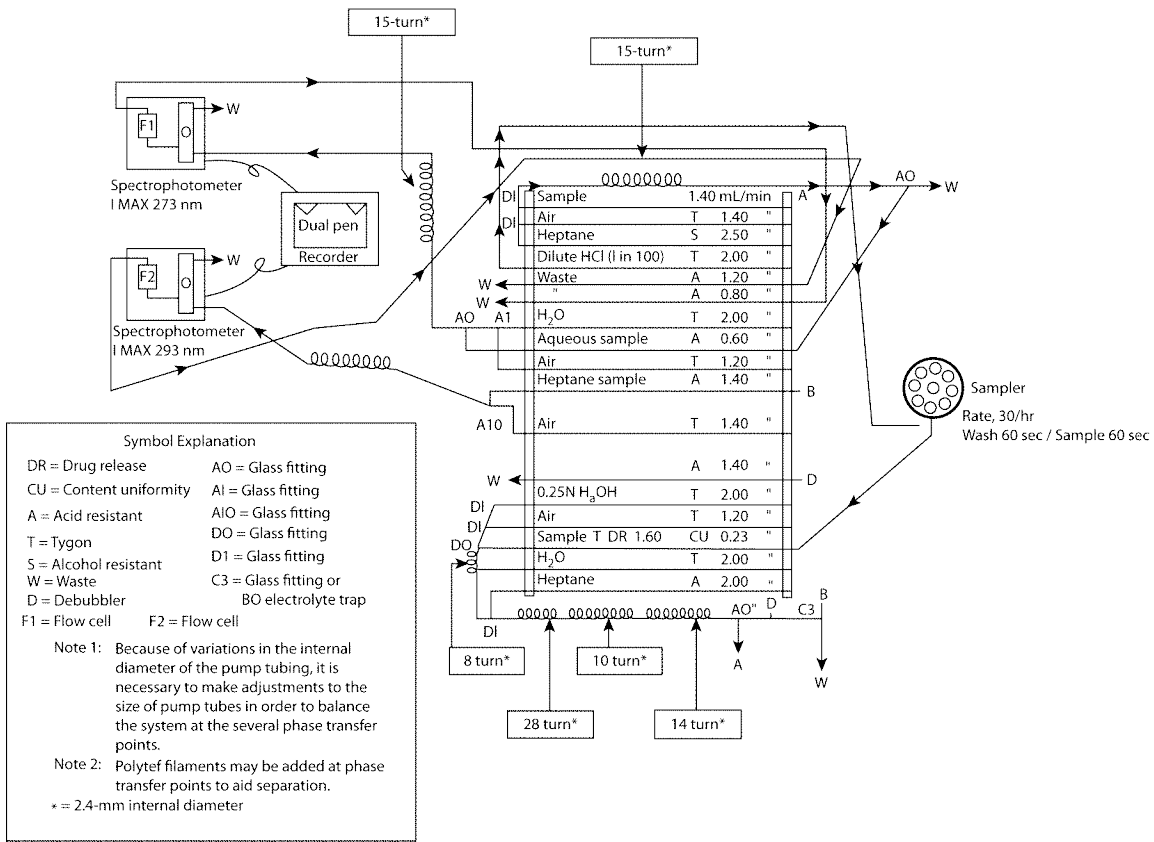 15-turn*
15-turn*
F1
O
W
Spectrophotometer
I MAX 273 nm
Dual pen
Recorder
F2
O
W
Spectrophotometer
I MAX 293 nm
AO
W
A
DI
Sample 1.40 mL/min
Air T 1.40 "
DI
Heptane S 2.50 "
Dilute HCl (I in 100) T 2.00 "
Waste A 1.20 "
W
" A 0.80 "
W
AO A1
H2O T 2.00 "
Aqueous sample A 0.60 "
Air T 1.20 "
Heptane sample A 1.40 "
B
A10
Air T 1.40 "
A 1.40 "
W
D
0.25N HaOH T 2.00 "
DI
Air T 1.20 "
DI
Sample T DR 1.60 CU 0.23 "
DO
H2O T 2.00 "
Heptane A 2.00 "
DI
AO"
D
C3
B
A
W
8 turn*
10 turn*
28 turn*
14 turn*
Sampler
Rate, 30/hr
Wash 60 sec / Sample 60 sec
Symbol Explanation
DR = Drug release
CU = Content uniformity
A = Acid resistant
T = Tygon
S = Alcohol resistant
W = Waste
D = Debubbler
F1 = Flow cell F2 = Flow cell
AO = Glass fitting
AI = Glass fitting
AIO = Glass fitting
DO = Glass fitting
D1 = Glass fitting
C3 = Glass fitting or
BO electrolyte trap
Note 1: Because of variations in the internal
diameter of the pump tubing, it is
necessary to make adjustments to the
size of pump tubes in order to balance
the system at the several phase transfer
points.
Note 2: Polytef filaments may be added at phase
transfer points to aid separation.
* = 2.4-mm internal diameter